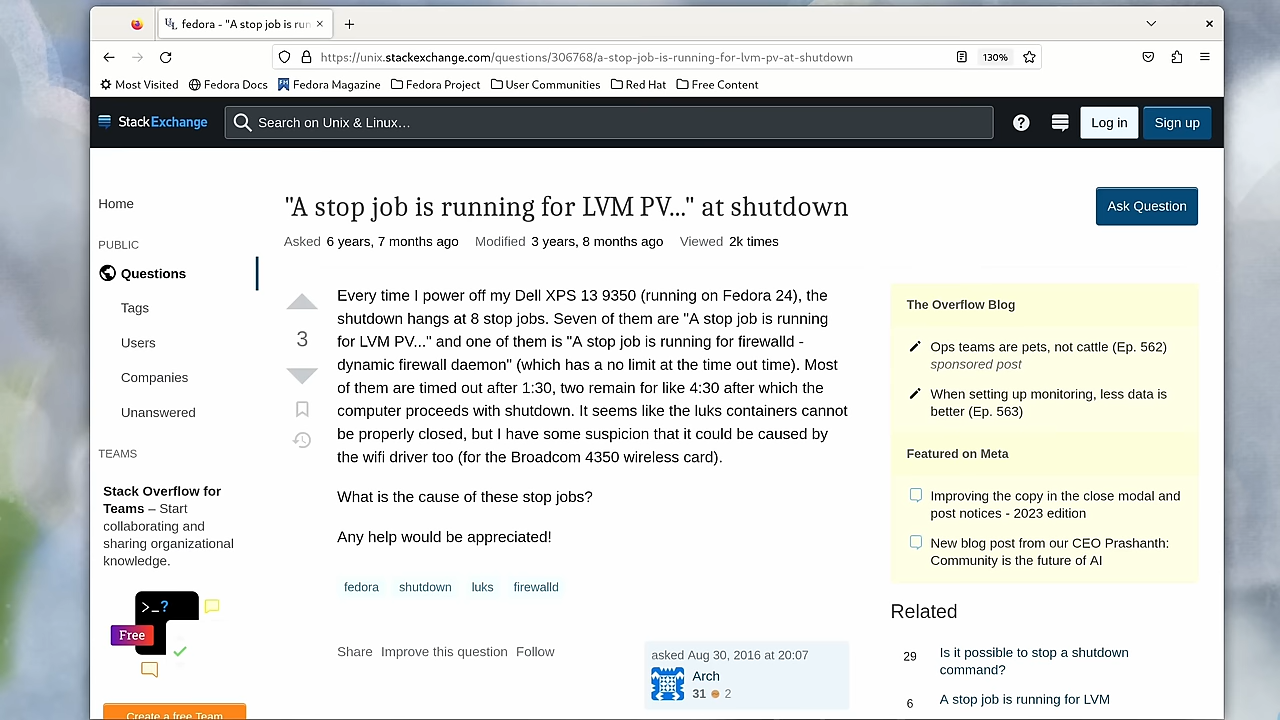 fedora - "A stop job is run
https://unix.stackexchange.com/questions/306768/a-stop-job-is-running-for-lvm-pv-at-shutdown
130%
Most Visited Fedora Docs Fedora Magazine Fedora Project User Communities Red Hat Free Content
StackExchange
Search on Unix & Linux…
Log in
Sign up
Home
PUBLIC
Questions
Tags
Users
Companies
Unanswered
TEAMS
Stack Overflow for
Teams – Start
collaborating and
sharing organizational
knowledge.
>_?
Free
Create a free Team
"A stop job is running for LVM PV..." at shutdown
Ask Question
Asked 6 years, 7 months ago Modified 3 years, 8 months ago Viewed 2k times
3
Every time I power off my Dell XPS 13 9350 (running on Fedora 24), the
shutdown hangs at 8 stop jobs. Seven of them are "A stop job is running
for LVM PV..." and one of them is "A stop job is running for firewalld -
dynamic firewall daemon" (which has a no limit at the time out time). Most
of them are timed out after 1:30, two remain for like 4:30 after which the
computer proceeds with shutdown. It seems like the luks containers cannot
be properly closed, but I have some suspicion that it could be caused by
the wifi driver too (for the Broadcom 4350 wireless card).
What is the cause of these stop jobs?
Any help would be appreciated!
fedora shutdown luks firewalld
Share Improve this question Follow
asked Aug 30, 2016 at 20:07
Arch
31 2
The Overflow Blog
Ops teams are pets, not cattle (Ep. 562)
sponsored post
When setting up monitoring, less data is
better (Ep. 563)
Featured on Meta
Improving the copy in the close modal and
post notices - 2023 edition
New blog post from our CEO Prashanth:
Community is the future of AI
Related
29 Is it possible to stop a shutdown
command?
6 A stop job is running for LVM